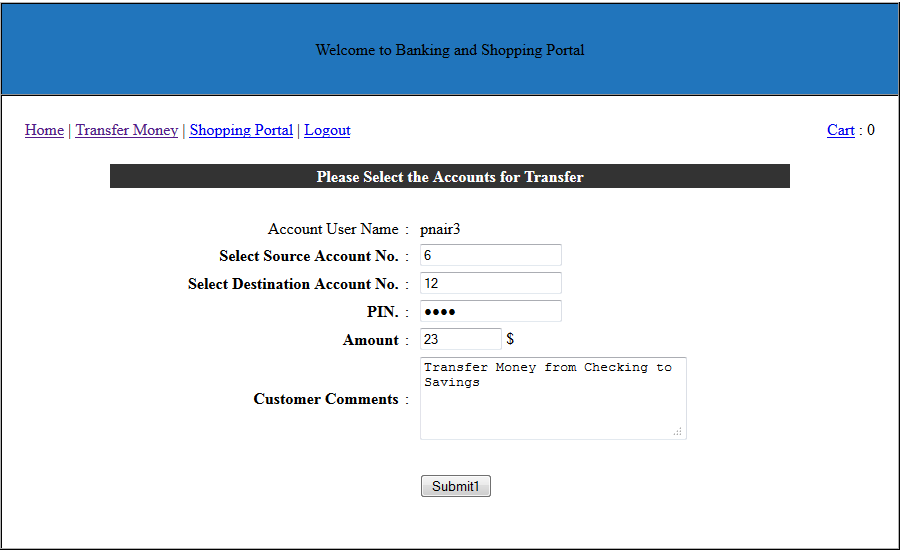 Welcome to Banking and Shopping Portal
Home | Transfer Money | Shopping Portal | Logout
Cart : 0
Please Select the Accounts for Transfer
Account User Name : pnair3
Select Source Account No. : 6
Select Destination Account No. : 12
PIN. : ●●●●
Amount : 23 $
Customer Comments :
Transfer Money from Checking to
Savings
Submit1